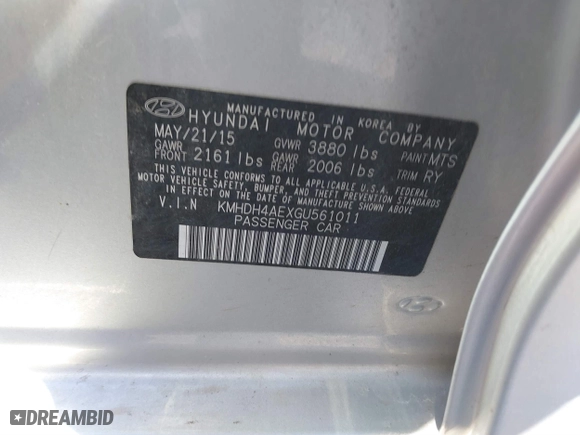 MANUFACTURED IN KOREA BY
HYUNDAI MOTOR COMPANY
MAY/21/15 GVWR 3880 lbs PAINT MTS
GAWR FRONT 2161 lbs GAWR REAR 2006 lbs TRIM RY
THIS VEHICLE CONFORMS TO ALL APPLICABLE U.S.A. FEDERAL
MOTOR VEHICLE SAFETY, BUMPER, AND THEFT PREVENTION STANDARDS
IN EFFECT ON THE DATE OF MANUFACTURE SHOWN ABOVE.
V.I.N KMHDH4AEXGU561011
PASSENGER CAR
DREAMBID